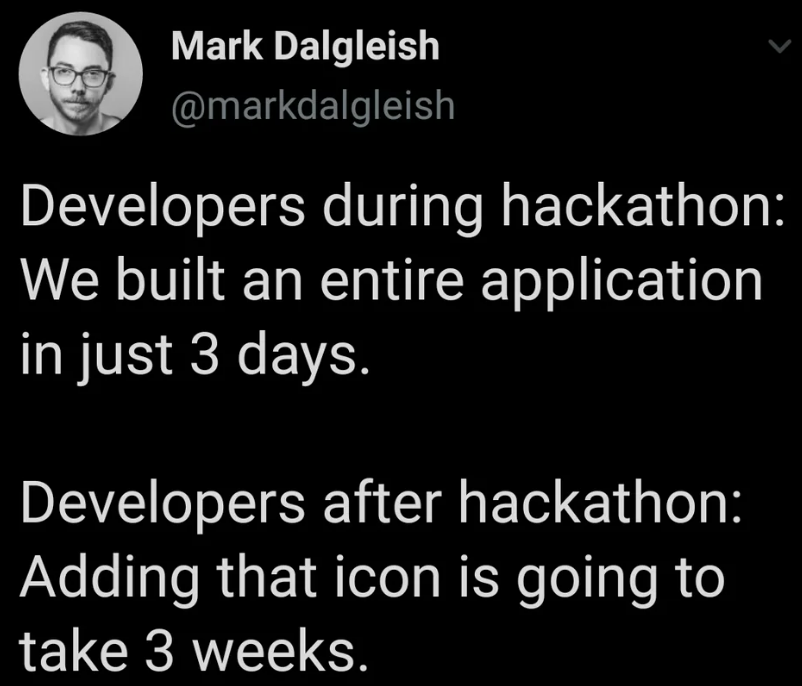 Mark Dalgleish
@markdalgleish
Developers during hackathon:
We built an entire application
in just 3 days.
Developers after hackathon:
Adding that icon is going to
take 3 weeks.